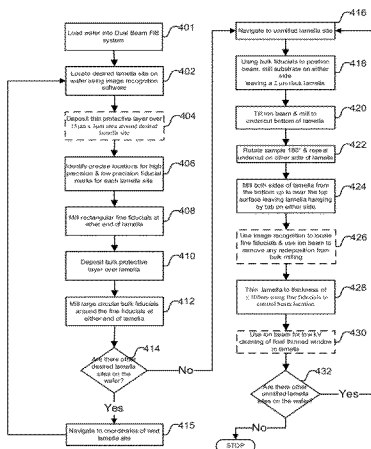 Load wafer into Dual Beam FIB
system
401
Locate desired lamella site on
wafer using image recognition
software
402
Deposit thin protective layer over
15μm x area around desired
lamella site
404
Identify precise locations for high
precision & low precision fiducial
marks for each lamella site
406
Mill rectangular fine fiducials at
either end of lamella
408
Deposit bulk protective
layer over lamella
410
Mill large circular bulk fiducials
around the fine fiducials at
either end of lamella
412
Are there other
desired lamella
sites on the
wafer?
414
No
Yes
Navigate to coordinates of next
lamella site
415
Navigate to unmilled lamella site
416
Using bulk fiducials to position
beam, mill substrate on either
side
leaving a 2 μm thick lamella
418
Tilt ion beam & mill to
undercut bottom of lamella
420
Rotate sample 180° & repeat
undercut on other side of lamella
422
Mill both sides of lamella from
the bottom up to near the top
surface leaving lamella hanging
by tab on either side.
424
Use image recognition to locate
fine fiducials & use ion beam to
remove any redeposition from
bulk milling
426
Thin lamella to thickness of
≤ 100nm using fine fiducials to
control beam location
428
Use ion beam for low kV
cleaning of final thinned window
in lamella
430
Are there other
unmilled lamella
sites on the wafer?
432
Yes
No
STOP